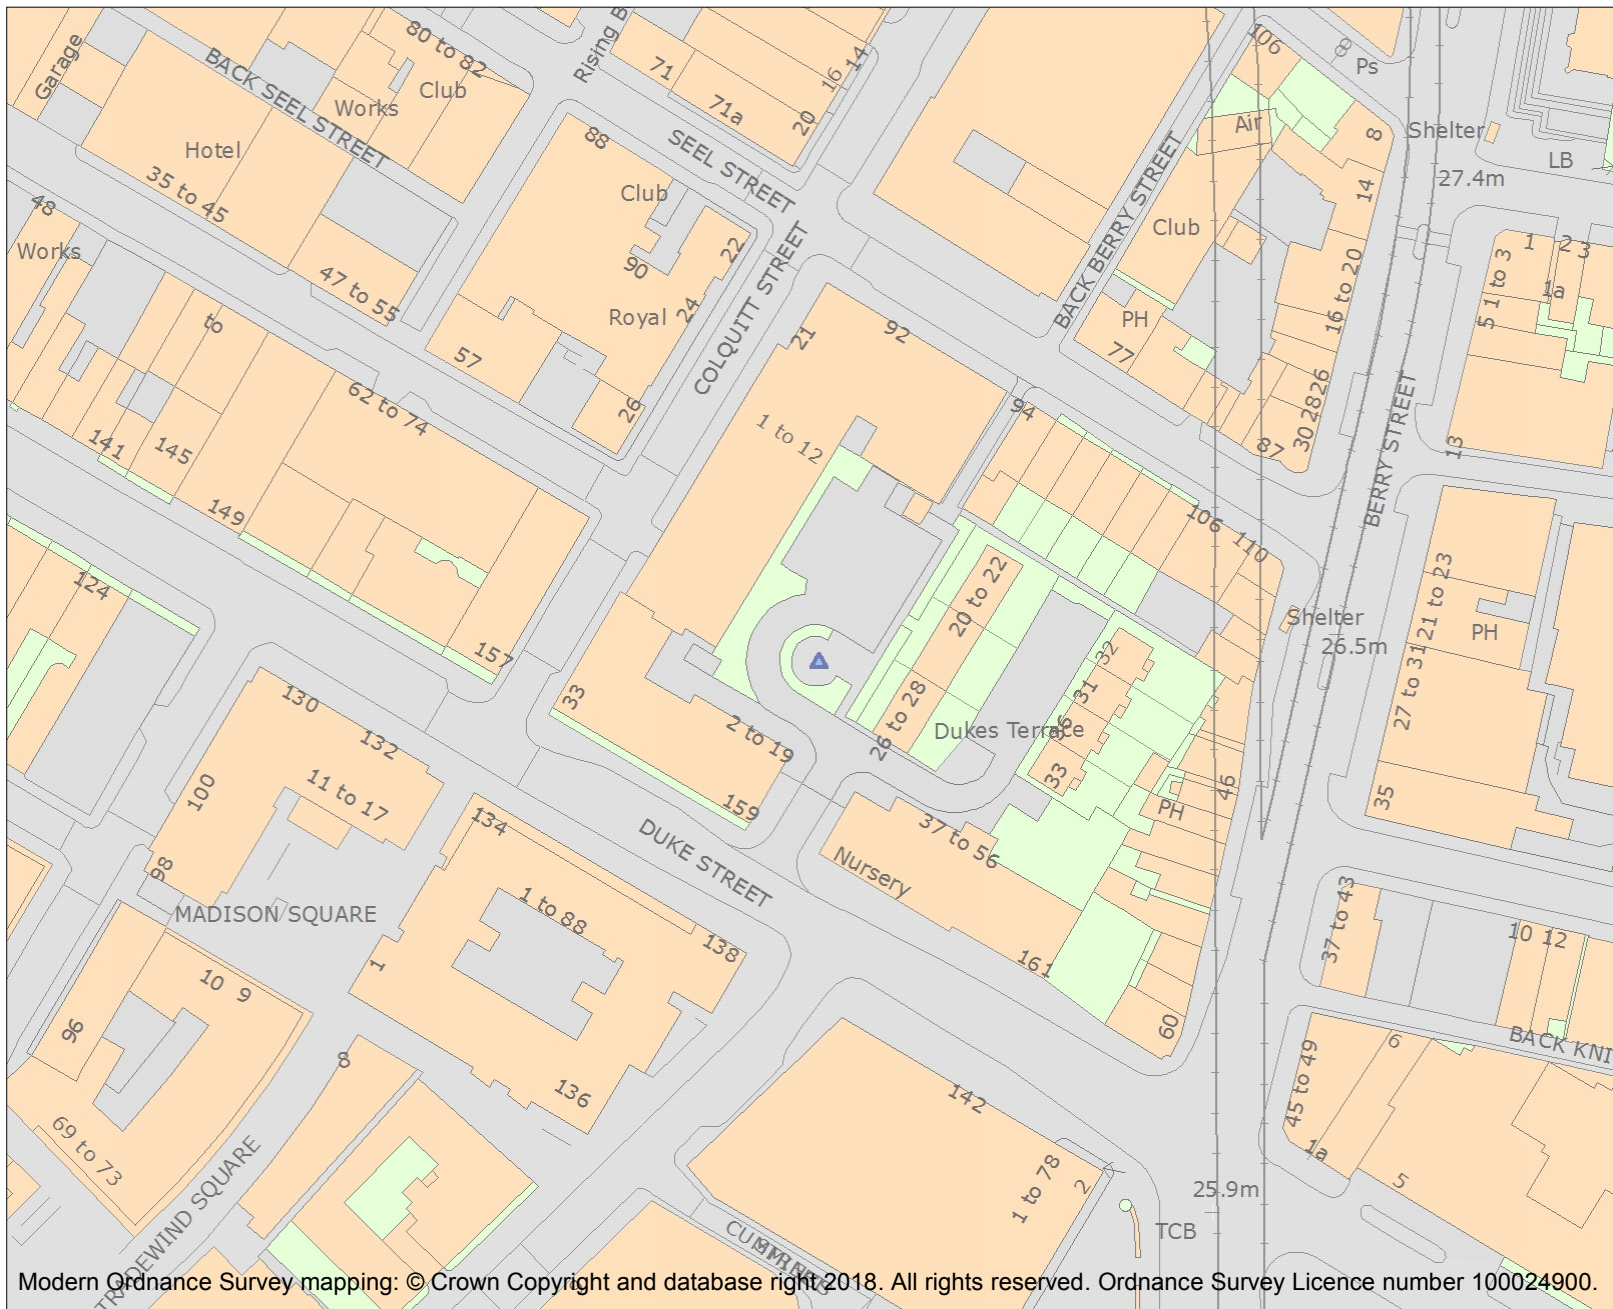 80 to 82
Rising B
106
Garage
BACK SEEL STREET
Club
Works
71
71a
16
14
20
Ps
Air
8
Shelter
LB
27.4m
Hotel
35 to 45
88
SEEL STREET
Club
BACK BERRY STREET
Club
14
48
Works
47 to 55
90
22
24
Royal
COLQUITT STREET
16 to 20
1
2
3
1a
5
1 to 3
to
57
26
21
92
PH
77
26
28
30
87
BERRY STREET
13
62 to 74
141
145
149
1 to 12
94
106
110
124
157
20 to 22
32
31
36
33
Shelter
26.5m
21 to 23
27 to 31
PH
130
132
33
2 to 19
26 to 28
Dukes Terrace
46
PH
35
100
11 to 17
98
134
159
DUKE STREET
37 to 56
Nursery
MADISON SQUARE
1 to 88
138
1
161
37 to 43
10
12
10
9
96
8
136
60
BACK KNI
142
45 to 49
6
1a
5
69 to 73
TRADEWIND SQUARE
1 to 78
2
25.9m
TCB
Modern Ordnance Survey mapping: © Crown Copyright and database right 2018. All rights reserved. Ordnance Survey Licence number 100024900.